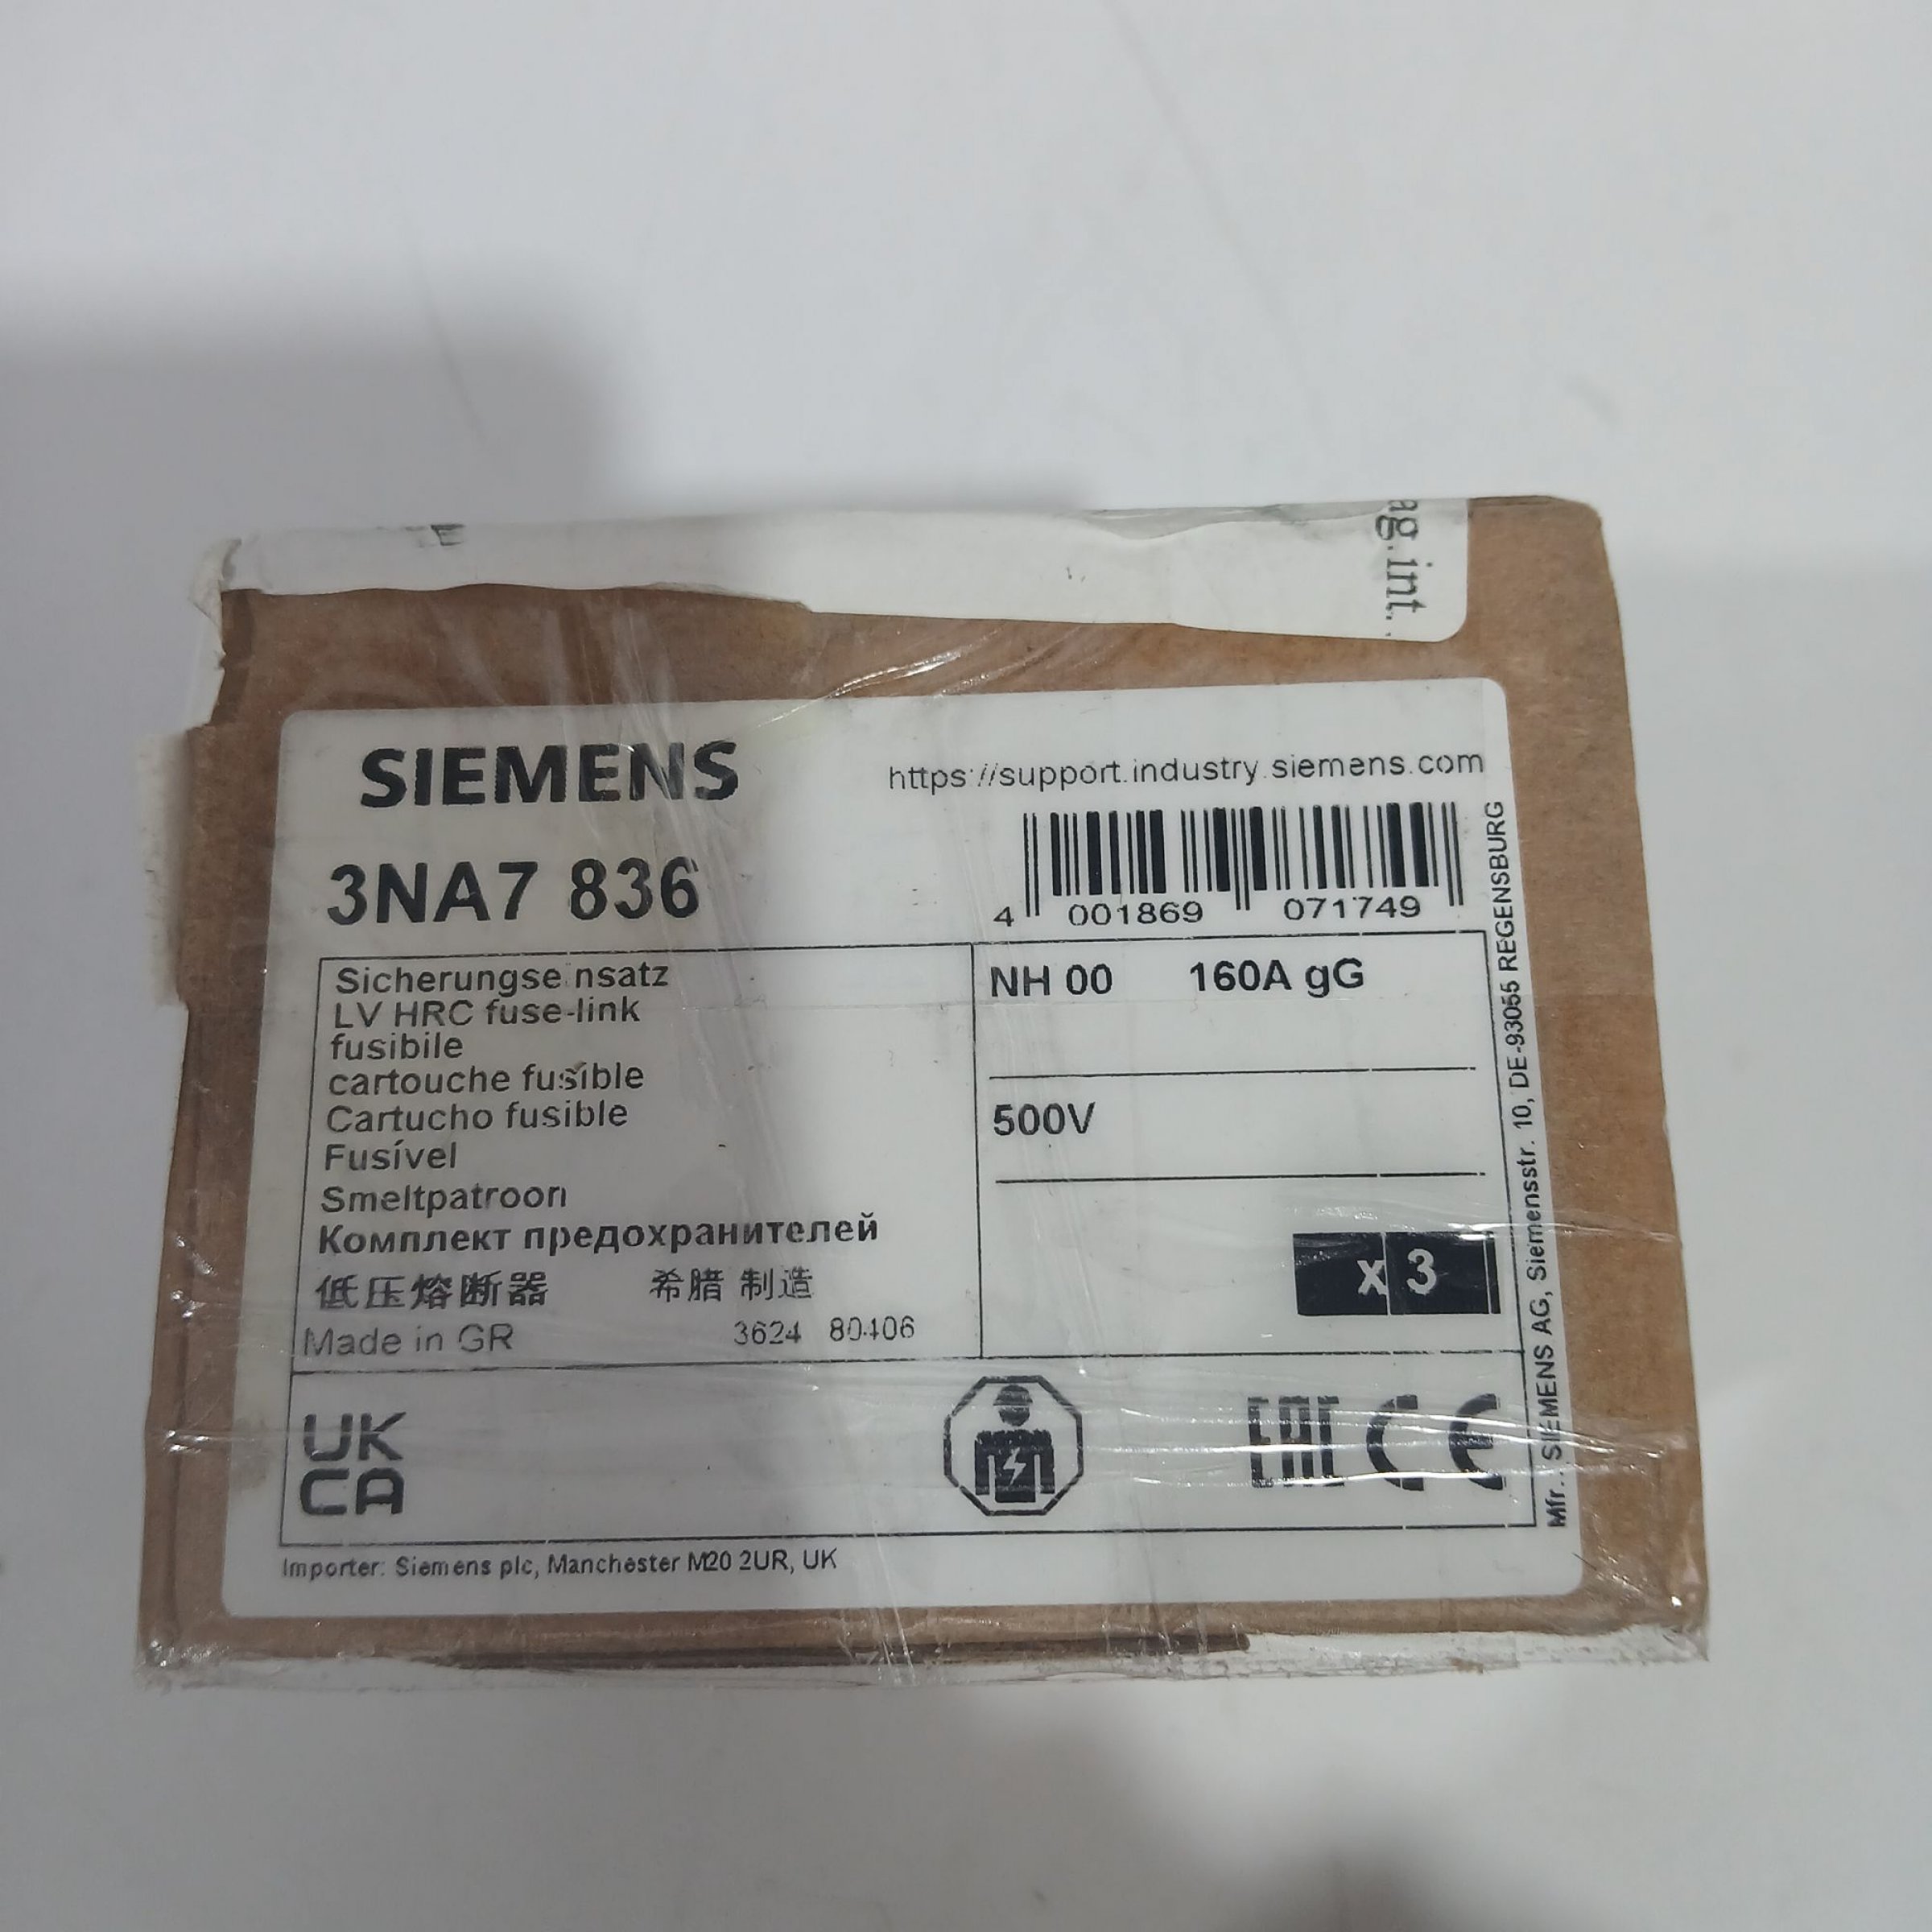 ag.int..
SIEMENS
https://support.industry.siemens.com
3NA7 836
4 001869 071749
Sicherungseinsatz
LV HRC fuse-link
fusibile
cartouche fusible
Cartucho fusible
Fusível
Smeltpatroon
Комплект предохранителей
低压熔断器 希腊 制造
Made in GR 3624 80406
NH 00 160A gG
500V
x 3
UK
CA
EAC CE
Importer: Siemens plc, Manchester M20 2UR, UK
Mfr.: SIEMENS AG, Siemensstr. 10, DE-93055 REGENSBURG